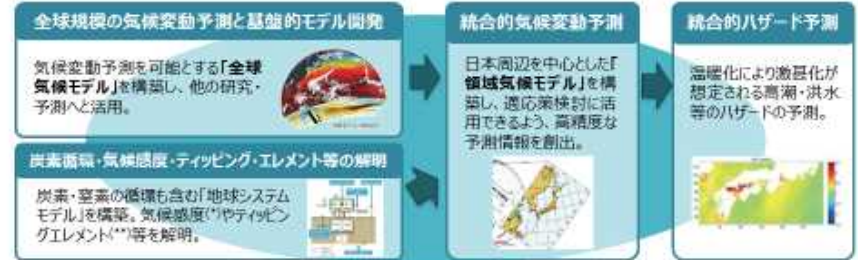 全球規模の気候変動予測と基盤的モデル開発
気候変動予測を可能とする「全球
気候モデル」を構築し、他の研究・
予測へと活用。
炭素循環・気候感度・ティッピング・エレメント等の解明
炭素・窒素の循環も含む「地球システム
モデル」を構築。気候感度(*)やティッピン
グエレメント(**)等を解明。
統合的気候変動予測
日本周辺を中心とした『
領域気候モデル」を構
築し、適応策検討に活
用できるよう、高精度な
予測情報を創出。
統合的ハザード予測
温暖化により激甚化が
想定される高潮・洪水
等のハザードの予測。